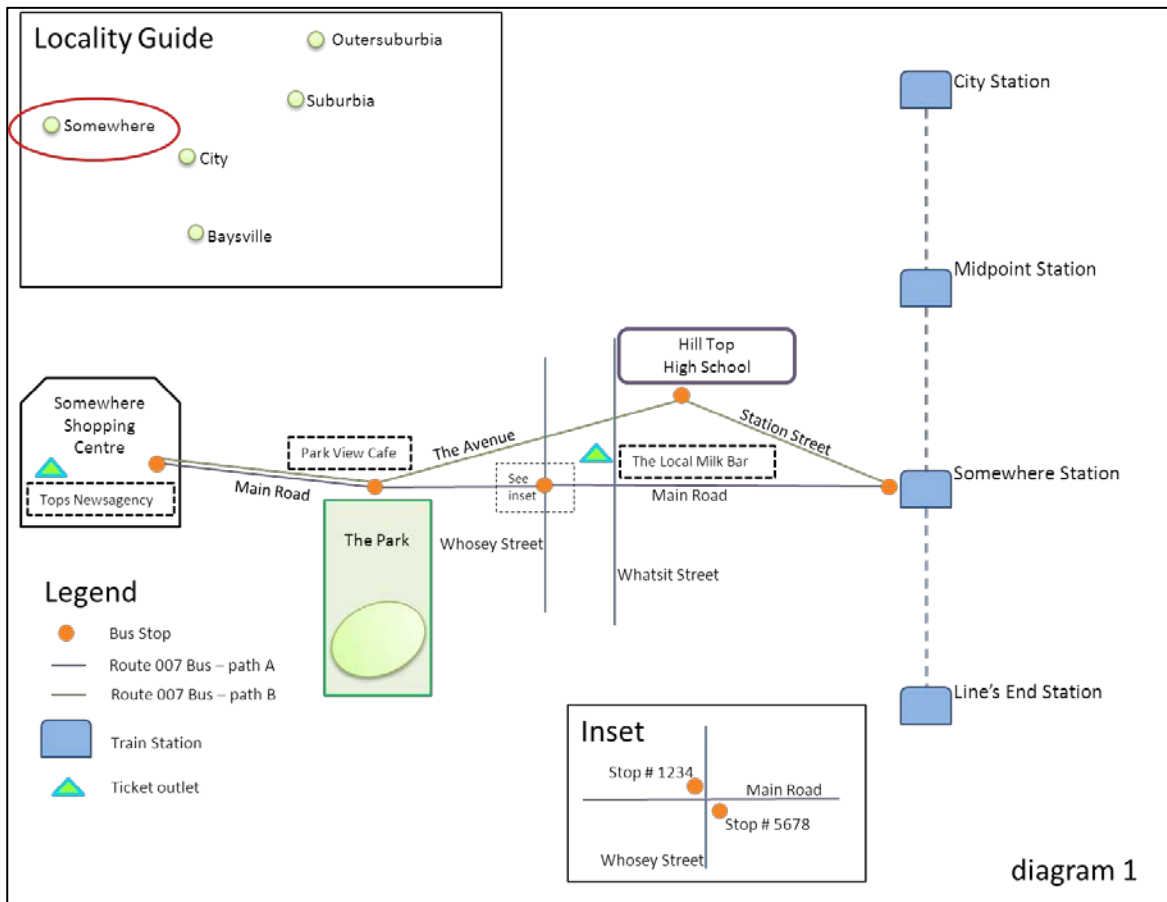 Locality Guide
Outersuburbia
Suburbia
Somewhere
City
Baysville
City Station
Midpoint Station
Hill Top
High School
Somewhere
Shopping
Centre
Tops Newsagency
Main Road
Park View Cafe
The Avenue
See
inset
The Local Milk Bar
Station Street
Main Road
Somewhere Station
The Park
Whosey Street
Whatsit Street
Line's End Station
Legend
Bus Stop
Route 007 Bus – path A
Route 007 Bus – path B
Train Station
Ticket outlet
Inset
Stop # 1234
Main Road
Stop # 5678
Whosey Street
diagram 1